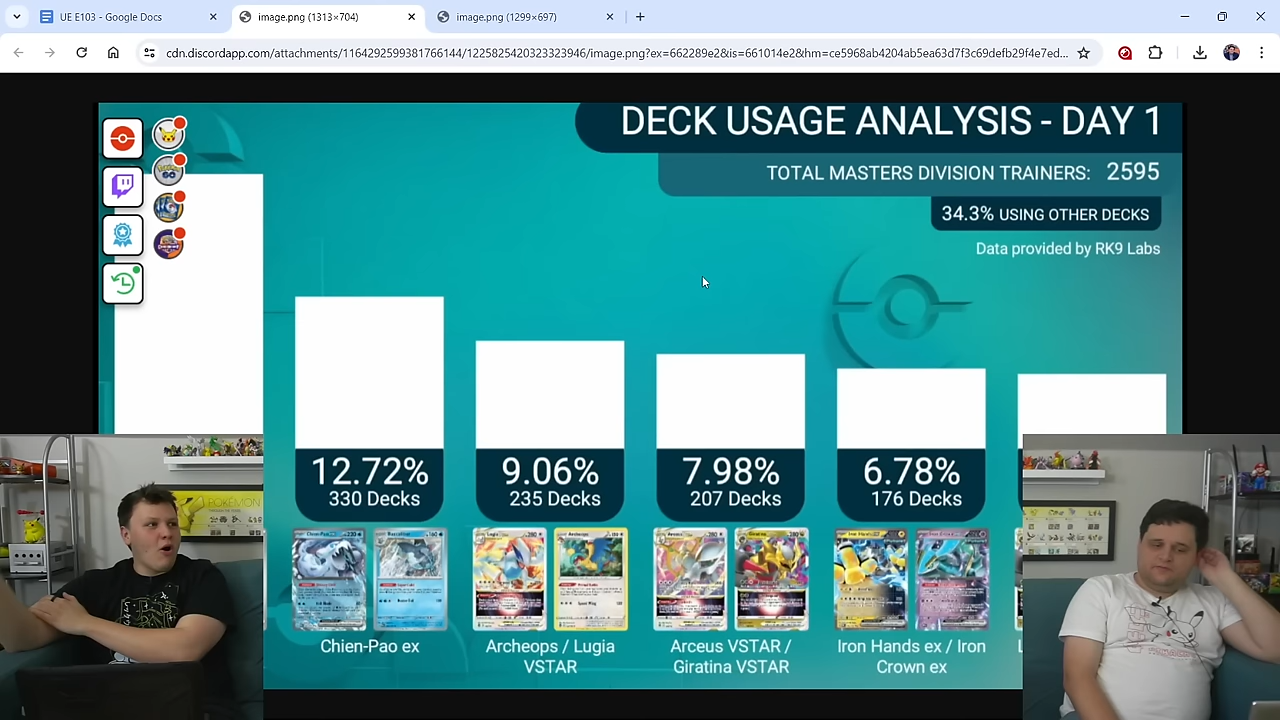 UE E103 - Google Docs
image.png (1313×704)
image.png (1299×697)
cdn.discordapp.com/attachments/1164292599381766144/1225825420323323946/image.png?ex=662289e2&is=661014e2&hm=ce5968ab4204ab5ea63d7f3c69defb29f4e7ed...
DECK USAGE ANALYSIS - DAY 1
TOTAL MASTERS DIVISION TRAINERS: 2595
34.3% USING OTHER DECKS
Data provided by RK9 Labs
12.72%
330 Decks
9.06%
235 Decks
7.98%
207 Decks
6.78%
176 Decks
Chien-Pao ex
Archeops / Lugia
VSTAR
Arceus VSTAR /
Giratina VSTAR
Iron Hands ex / Iron
Crown ex
POKÉMON